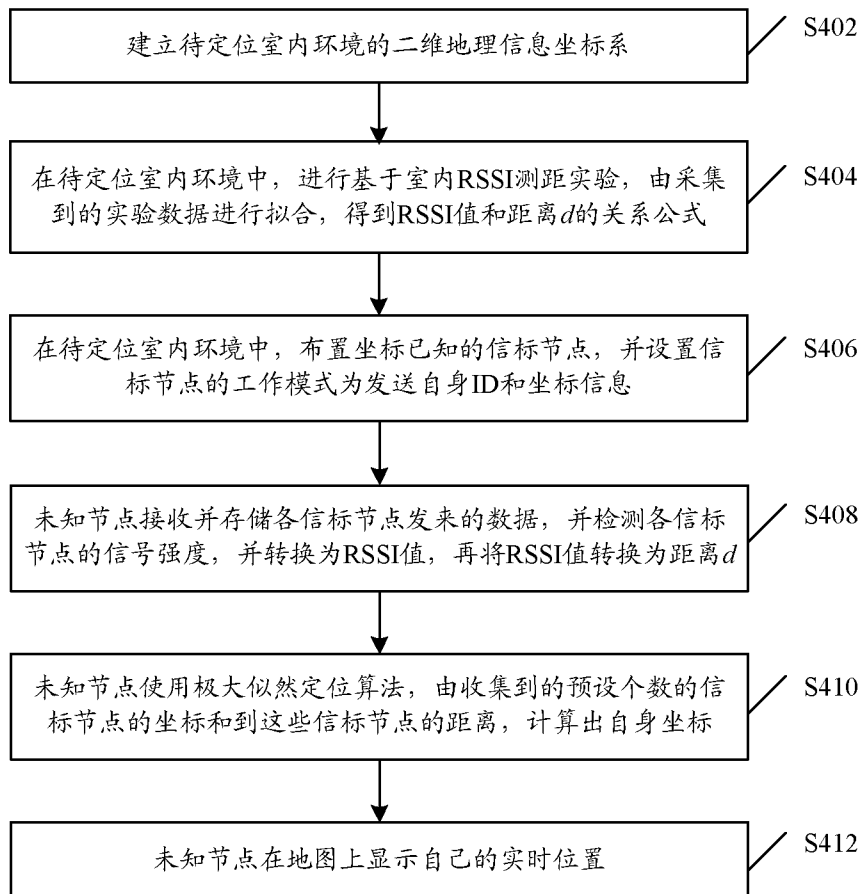 建立待定位室内环境的二维地理信息坐标系
S402
在待定位室内环境中，进行基于室内RSSI测距实验，由采集
到的实验数据进行拟合，得到RSSI值和距离d的关系公式
S404
在待定位室内环境中，布置坐标已知的信标节点，并设置信
标节点的工作模式为发送自身ID和坐标信息
S406
未知节点接收并存储各信标节点发来的数据，并检测各信标
节点的信号强度，并转换为RSSI值，再将RSSI值转换为距离d
S408
未知节点使用极大似然定位算法，由收集到的预设个数的信
标节点的坐标和到这些信标节点的距离，计算出自身坐标
S410
未知节点在地图上显示自己的实时位置
S412